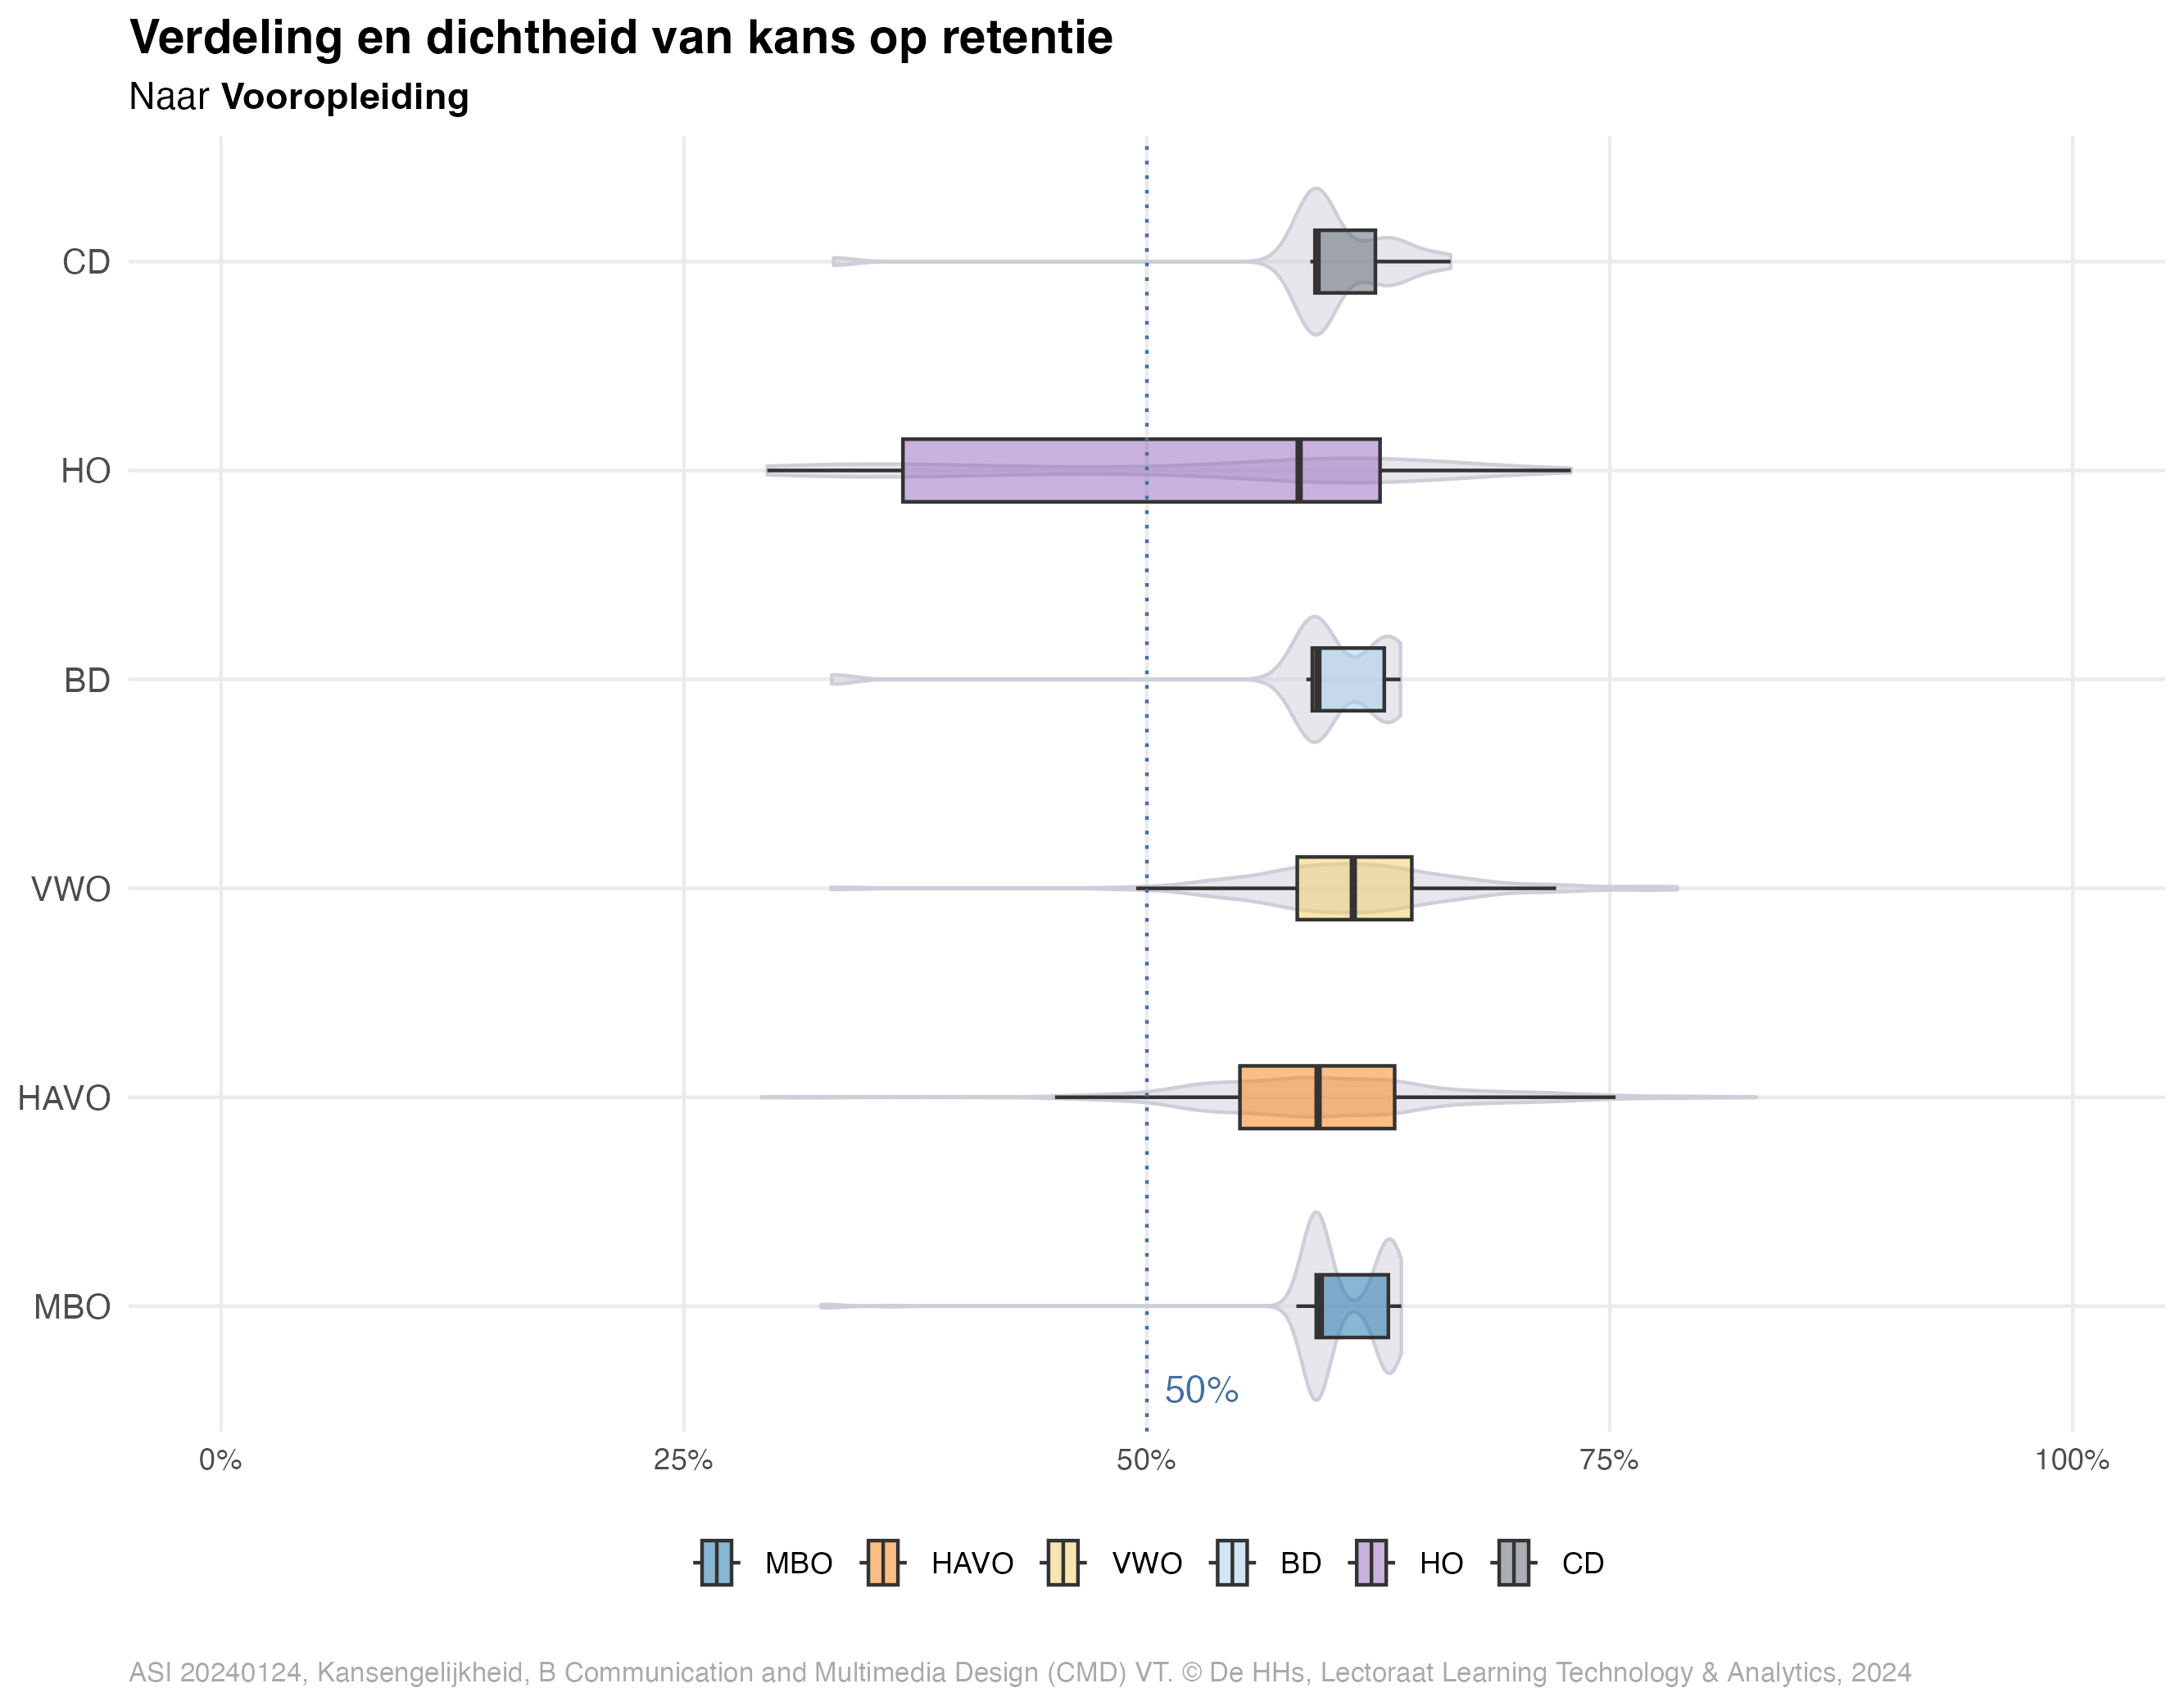 Verdeling en dichtheid van kans op retentie
Naar Vooropleiding
CD
HO
BD
VWO
HAVO
MBO
50%
0% 25% 50% 75% 100%
MBO HAVO VWO BD HO CD
ASI 20240124, Kansengelijkheid, B Communication and Multimedia Design (CMD) VT. © De HHs, Lectoraat Learning Technology & Analytics, 2024